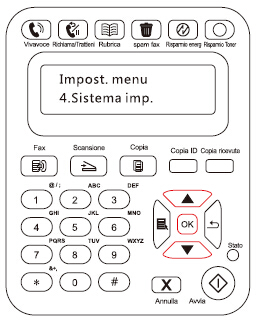 Vivavoce Richiama/Trattieni Rubrica spam fax Risparmio energ Risparmio Toner
Impost. menu
4.Sistema imp.
Fax Scansione Copia Copia ID Copia ricevuta
@/; ABC DEF
1 2 3
GHI JKL MNO
4 5 6
OK
PQRS TUV WXYZ
7 8 9
Stato
&+,
* 0 #
X
Annulla Avvia